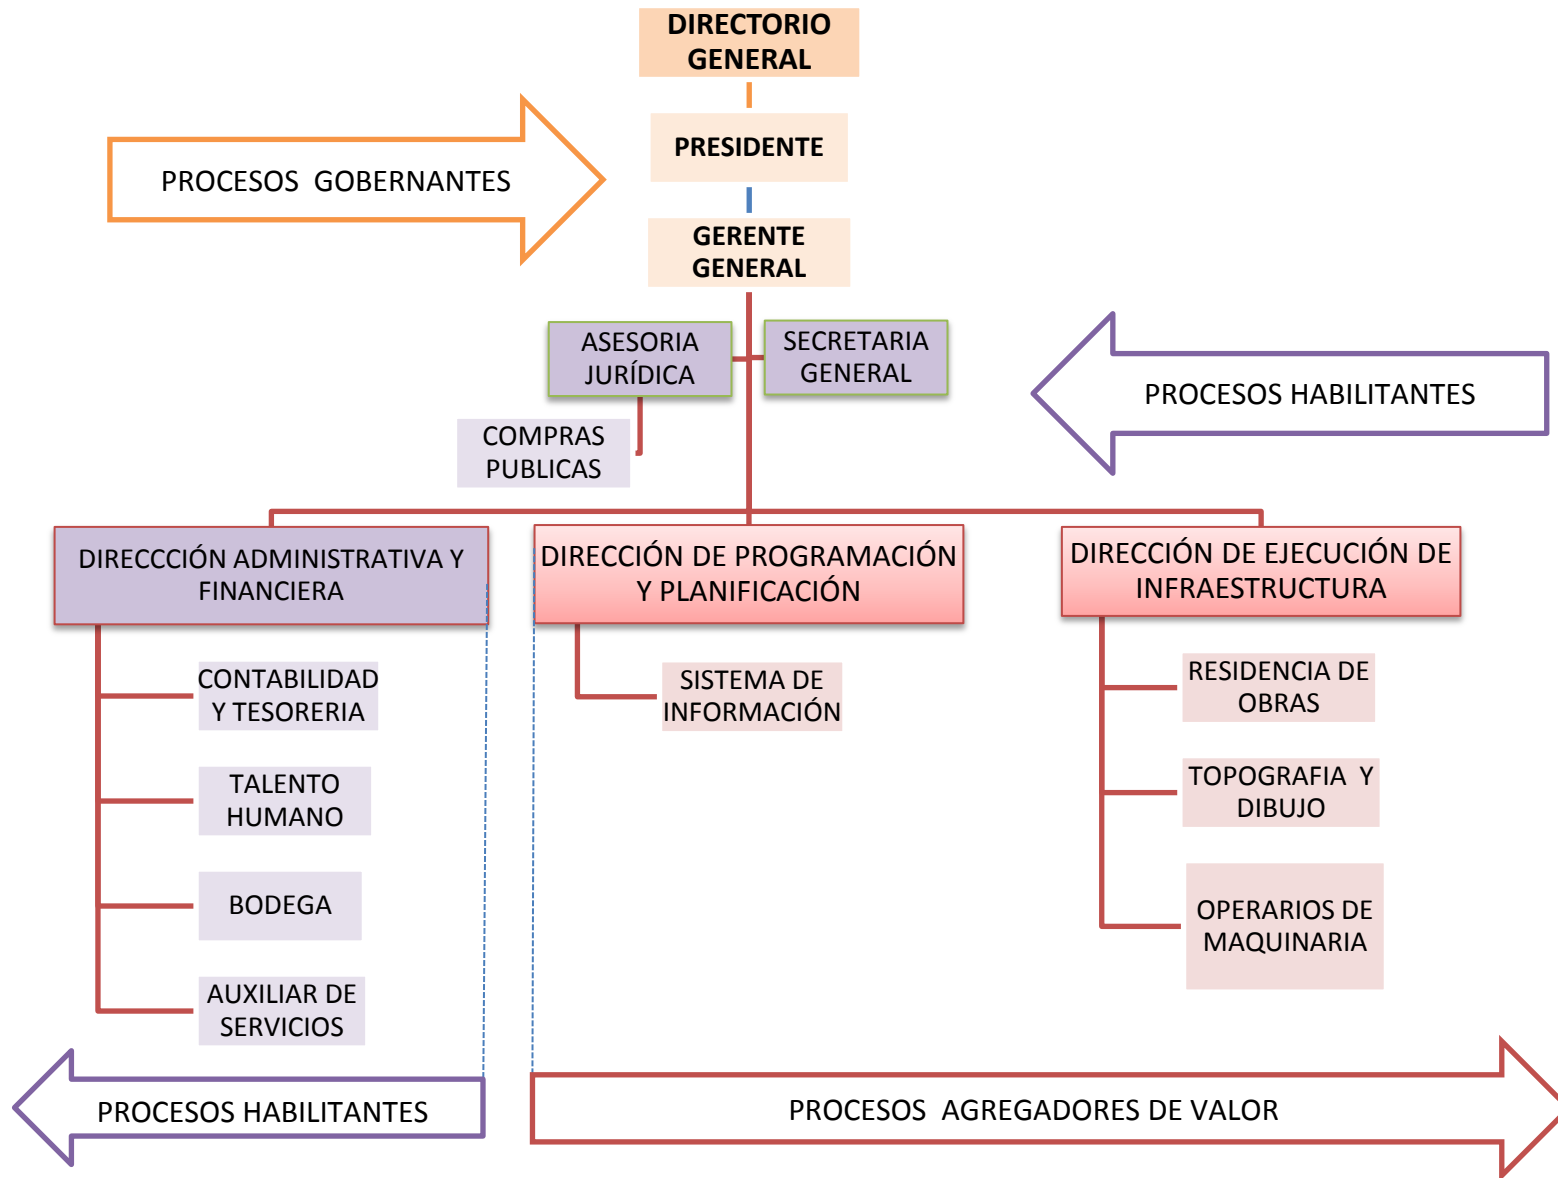 DIRECTORIO
GENERAL
PROCESOS  GOBERNANTES
PRESIDENTE
GERENTE
GENERAL
ASESORIA
JURÍDICA
SECRETARIA
GENERAL
PROCESOS HABILITANTES
COMPRAS
PUBLICAS
DIRECCCIÓN ADMINISTRATIVA Y
FINANCIERA
DIRECCIÓN DE PROGRAMACIÓN
Y PLANIFICACIÓN
DIRECCIÓN DE EJECUCIÓN DE
INFRAESTRUCTURA
CONTABILIDAD
Y TESORERIA
TALENTO
HUMANO
BODEGA
AUXILIAR DE
SERVICIOS
SISTEMA DE
INFORMACIÓN
RESIDENCIA DE
OBRAS
TOPOGRAFIA  Y
DIBUJO
OPERARIOS DE
MAQUINARIA
PROCESOS HABILITANTES
PROCESOS  AGREGADORES DE VALOR